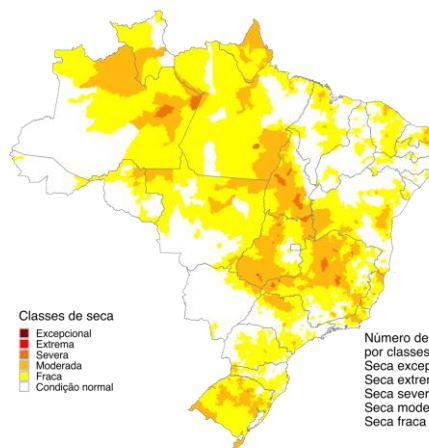 Classes de seca
Excepcional
Extrema
Severa
Moderada
Fraca
Condição normal
Número de
por classes
Seca excep
Seca extrer
Seca sever
Seca mode
Seca fraca